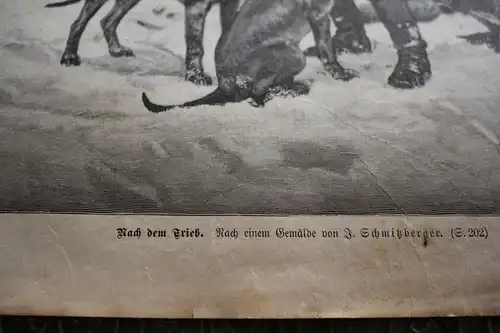 Nach dem Trieb. Nach einem Gemälde von J. Schmitzberger. (S. 202)